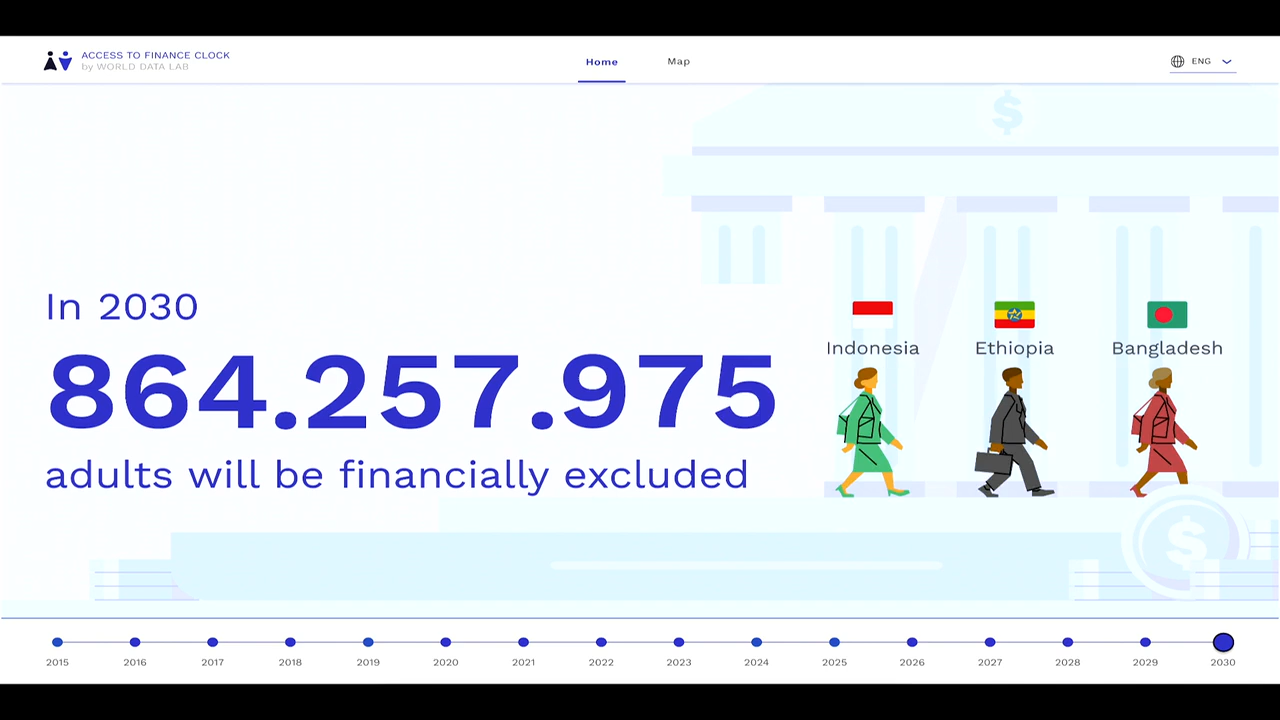 ACCESS TO FINANCE CLOCK
by WORLD DATA LAB
Home
Map
ENG
$
In 2030
864.257.975
adults will be financially excluded
Indonesia
Ethiopia
Bangladesh
$
2015 2016 2017 2018 2019 2020 2021 2022 2023 2024 2025 2026 2027 2028 2029 2030